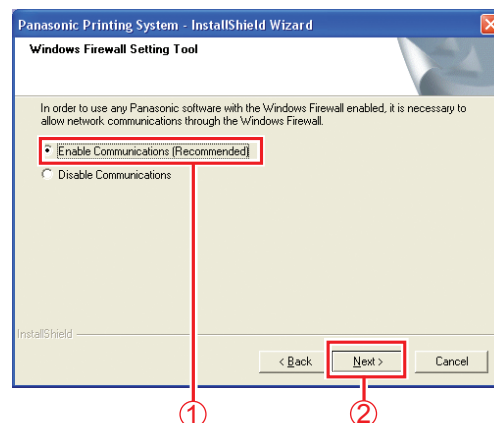 Panasonic Printing System - InstallShield Wizard
Windows Firewall Setting Tool
In order to use any Panasonic software with the Windows Firewall enabled, it is necessary to
allow network communications through the Windows Firewall.
Enable Communications (Recommended)
Disable Communications
InstallShield
< Back
Next >
Cancel
1
2